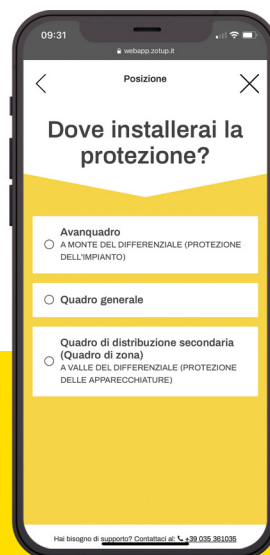 09:31
webapp.zotup.it
Posizione
Dove installerai la
protezione?
Avanquadro
A MONTE DEL DIFFERENZIALE (PROTEZIONE
DELL'IMPIANTO)
Quadro generale
Quadro di distribuzione secondaria
(Quadro di zona)
A VALLE DEL DIFFERENZIALE (PROTEZIONE
DELLE APPARECCHIATURE)
Hai bisogno di supporto? Contattaci al: +39 035 361035